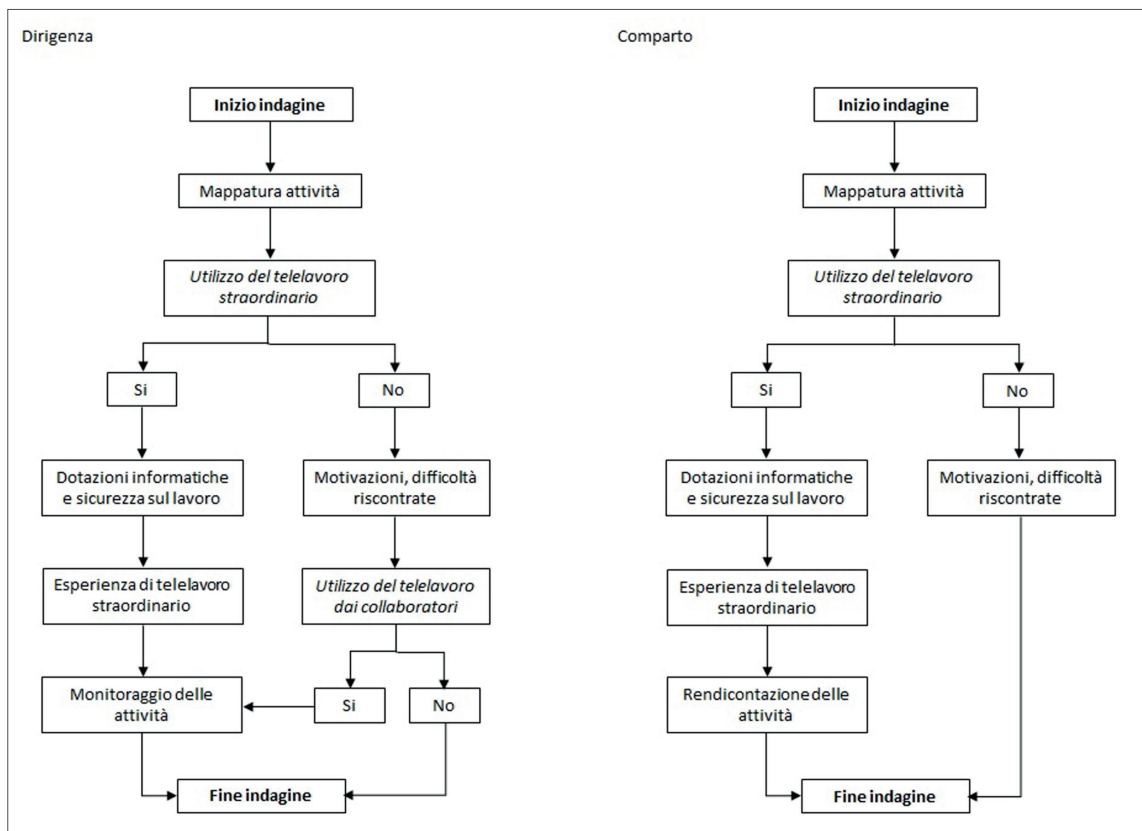 Dirigenza
Inizio indagine
Mappatura attività
Utilizzo del telelavoro
straordinario
Si
No
Dotazioni informatiche
e sicurezza sul lavoro
Motivazioni, difficoltà
riscontrate
Esperienza di telelavoro
straordinario
Utilizzo del telelavoro
dai collaboratori
Monitoraggio delle
attività
Si
No
Fine indagine
Comparto
Inizio indagine
Mappatura attività
Utilizzo del telelavoro
straordinario
Si
No
Dotazioni informatiche
e sicurezza sul lavoro
Motivazioni, difficoltà
riscontrate
Esperienza di telelavoro
straordinario
Rendicontazione delle
attività
Fine indagine